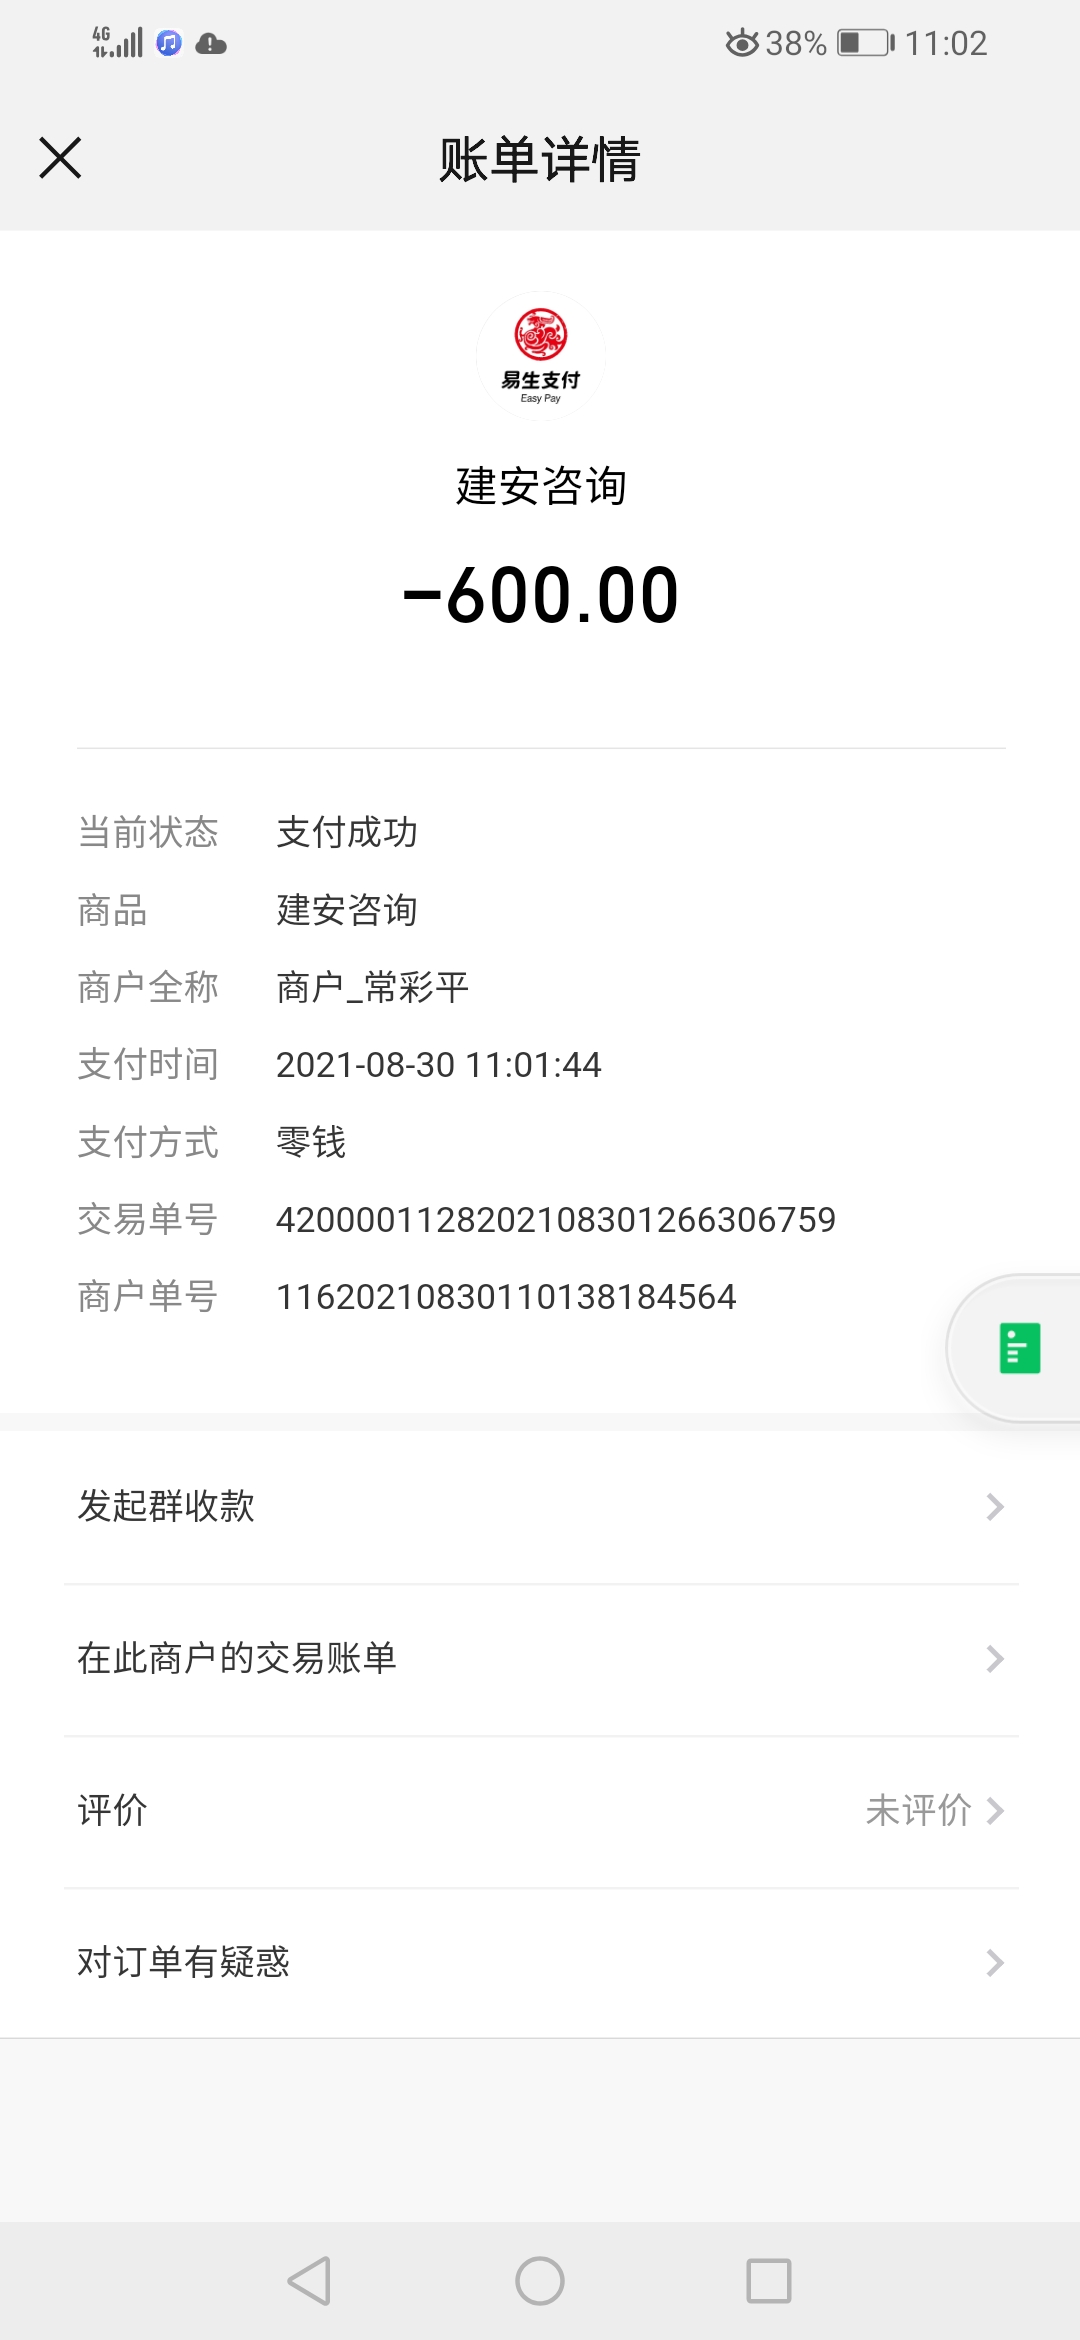 4G 38% 11:02
账单详情
易生支付
Easy Pay
建安咨询
-600.00
当前状态 支付成功
商品 建安咨询
商户全称 商户_常彩平
支付时间 2021-08-30 11:01:44
支付方式 零钱
交易单号 4200001128202108301266306759
商户单号 11620210830110138184564
发起群收款
在此商户的交易账单
评价 未评价
对订单有疑惑